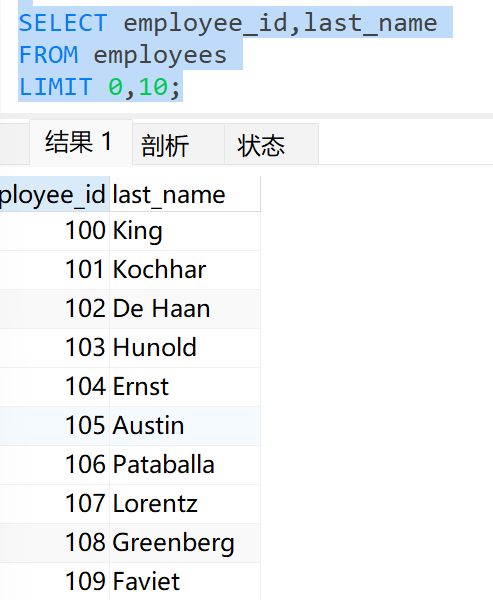 SELECT employee_id,last_name
FROM employees
LIMIT 0,10;
结果 1 剖析 状态
ployee_id last_name
100 King
101 Kochhar
102 De Haan
103 Hunold
104 Ernst
105 Austin
106 Pataballa
107 Lorentz
108 Greenberg
109 Faviet